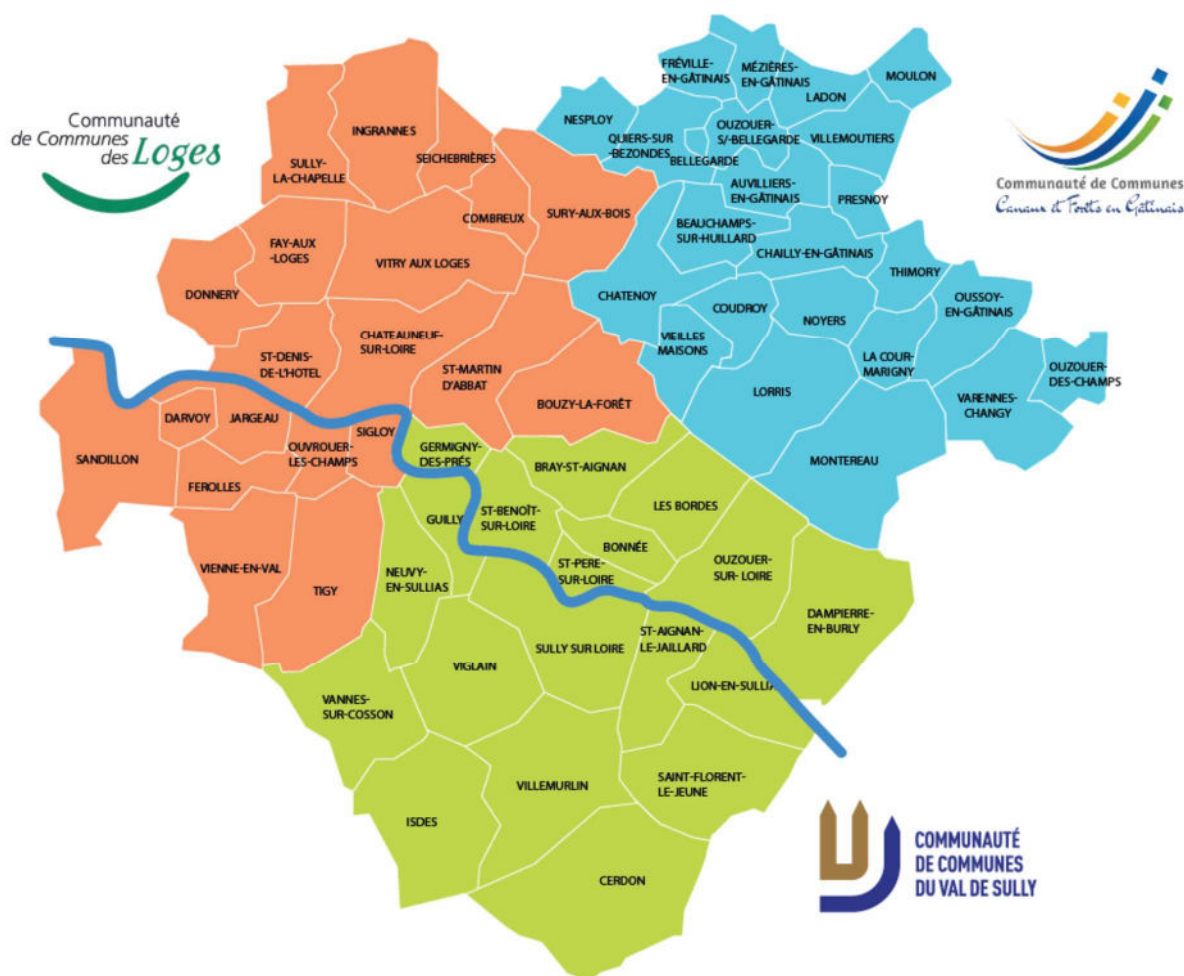 Communauté
de Communes
des Loges
Communauté de Communes
Canaux et Forêts en Gâtinais
COMMUNAUTÉ
DE COMMUNES
DU VAL DE SULLY
INGRANNES
SULLY-
LA-CHAPELLE
SEICHEBRIÈRES
COMBREUX
SURY-AUX-BOIS
FAY-AUX
-LOGES
VITRY AUX LOGES
DONNERY
CHATEAUNEUF-
SUR-LOIRE
ST-DENIS-
DE-L'HOTEL
ST-MARTIN
D'ABBAT
BOUZY-LA-FORÊT
SANDILLON
DARVOY
JARGEAU
OUVROUER-
LES-CHAMPS
SIGLOY
FEROLLES
VIENNE-EN-VAL
TIGY
FRÉVILLE-
EN-GÂTINAIS
MÉZIÈRES-
EN-GÂTINAIS
LADON
MOULON
NESPLOY
QUIERS-SUR
-BEZONDES
BELLEGARDE
OUZOUER-
S/-BELLEGARDE
VILLEMOUTIERS
AUVILLIERS-
EN-GÂTINAIS
PRESNOY
BEAUCHAMPS-
SUR-HUILLARD
CHAILLY-EN-GÂTINAIS
THIMORY
CHATENOY
COUDROY
NOYERS
OUSSOY-
EN-GÂTINAIS
VIEILLES
MAISONS
LA COUR-
MARIGNY
OUZOUER-
DES-CHAMPS
LORRIS
VARENNES-
CHANGY
MONTEREAU
GERMIGNY-
DES-PRÉS
BRAY-ST-AIGNAN
LES BORDES
GUILLY
ST-BENOÎT-
SUR-LOIRE
BONNÉE
ST-PERE-
SUR-LOIRE
OUZOUER-
SUR- LOIRE
NEUVY-
EN-SULLIAS
DAMPIERRE-
EN-BURLY
VIGLAIN
SULLY SUR LOIRE
ST-AIGNAN-
LE-JAILLARD
LION-EN-SULLIA
VANNES-
SUR-COSSON
VILLEMURLIN
SAINT-FLORENT-
LE-JEUNE
ISDES
CERDON